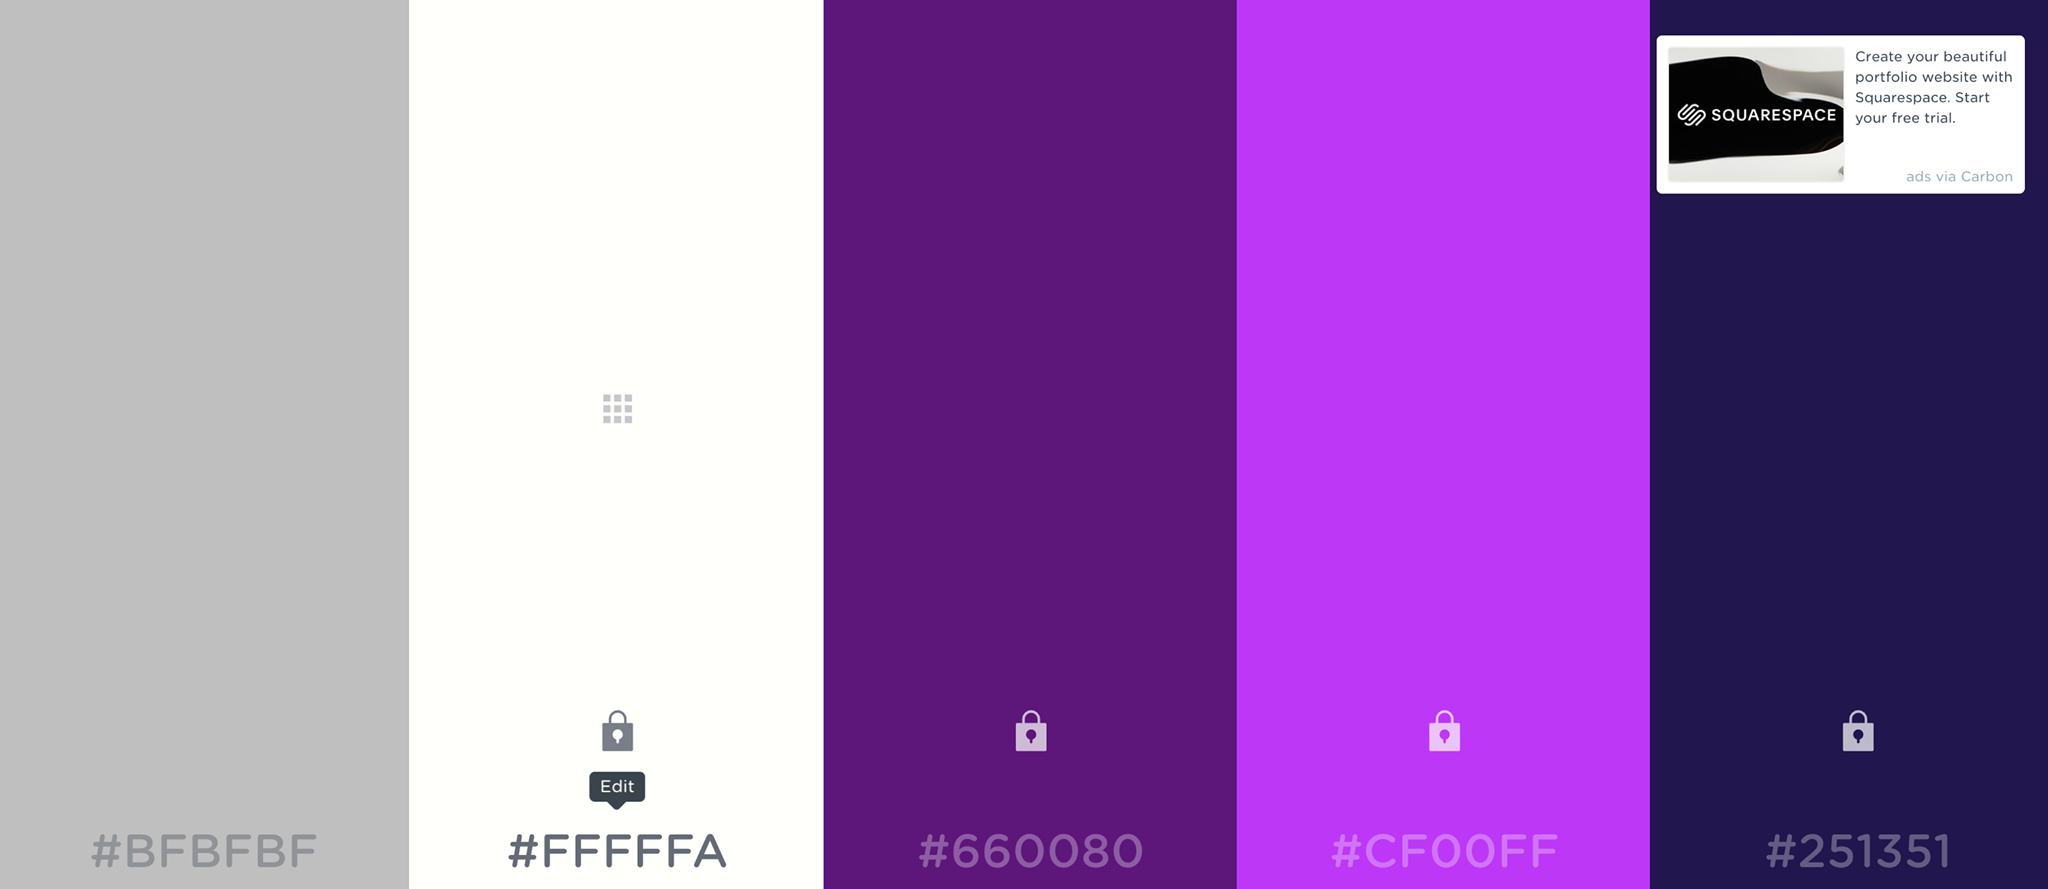 SQUARESPACE
Create your beautiful
portfolio website with
Squarespace. Start
your free trial.
ads via Carbon
Edit
#BFBFBF
#FFFFFA
#660080
#CF00FF
#251351